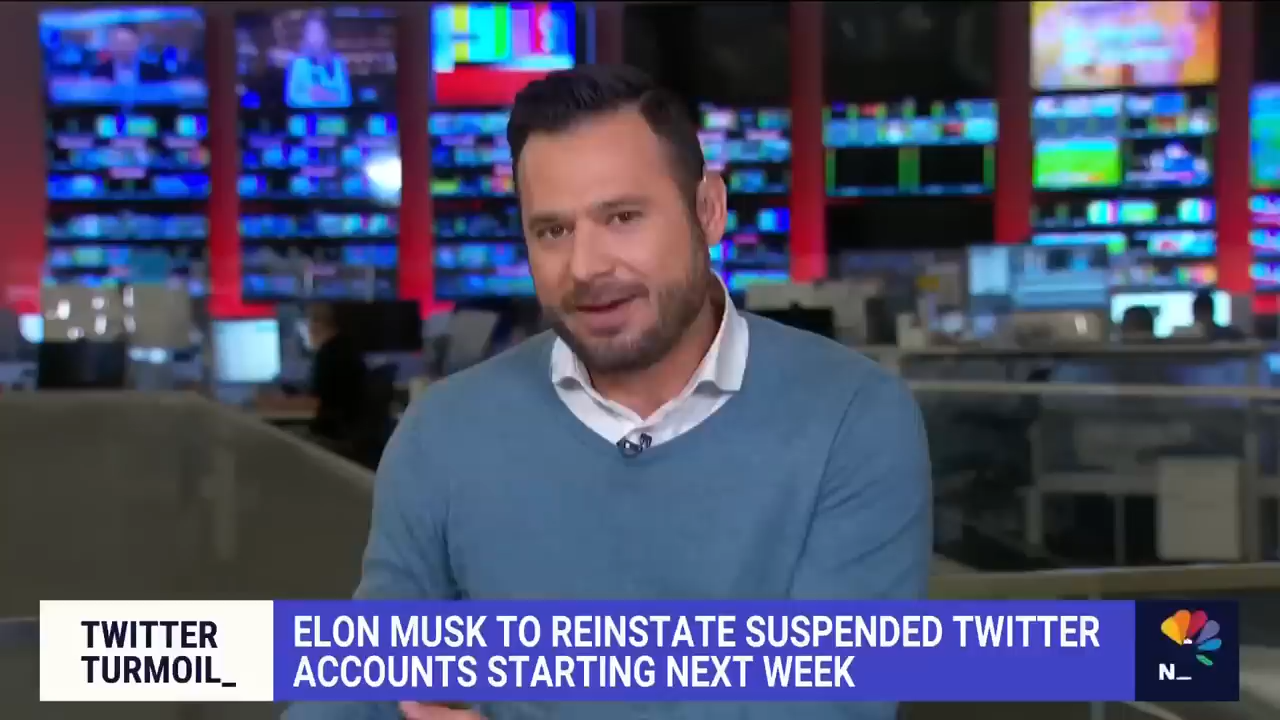 TWITTER
TURMOIL_
ELON MUSK TO REINSTATE SUSPENDED TWITTER
ACCOUNTS STARTING NEXT WEEK
N_